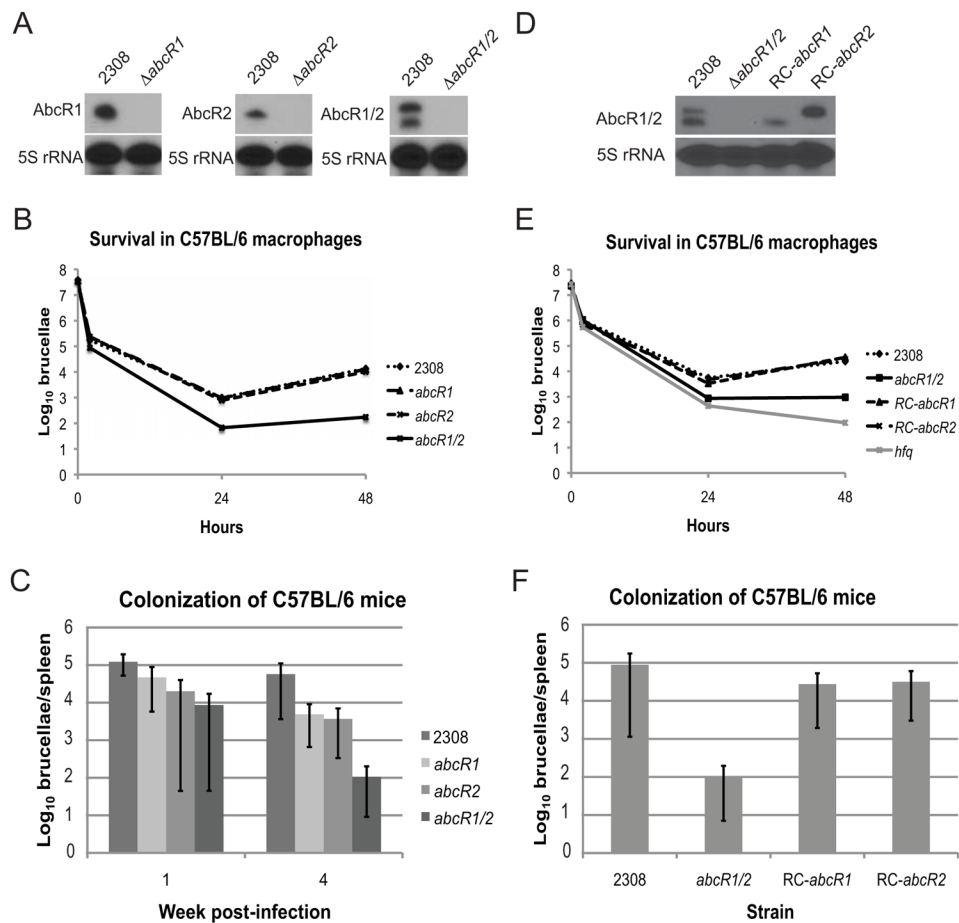 A
2308
ΔabcR1
AbcR1
5S rRNA
2308
ΔabcR2
AbcR2
5S rRNA
2308
ΔabcR1/2
AbcR1/2
5S rRNA
B
Survival in C57BL/6 macrophages
Log10 brucellae
8
7
6
5
4
3
2
1
0
0
24
48
Hours
2308
abcR1
abcR2
abcR1/2
C
Colonization of C57BL/6 mice
Log10 brucellae/spleen
6
5
4
3
2
1
0
1
4
Week post-infection
2308
abcR1
abcR2
abcR1/2
D
2308
ΔabcR1/2
RC-abcR1
RC-abcR2
AbcR1/2
5S rRNA
E
Survival in C57BL/6 macrophages
Log10 brucellae
8
7
6
5
4
3
2
1
0
0
24
48
Hours
2308
abcR1/2
RC-abcR1
RC-abcR2
hfq
F
Colonization of C57BL/6 mice
Log10 brucellae/spleen
6
5
4
3
2
1
0
2308
abcR1/2
RC-abcR1
RC-abcR2
Strain